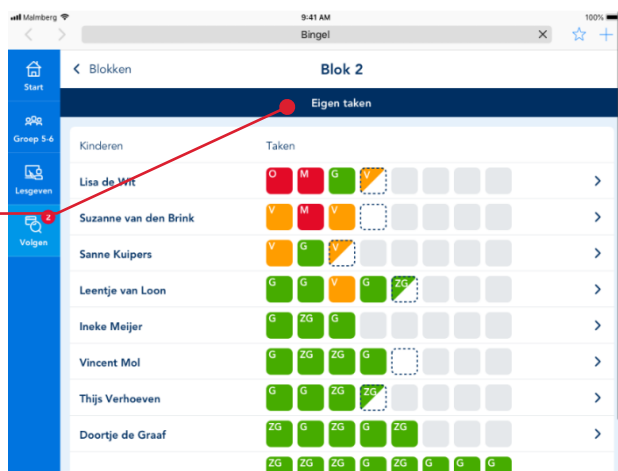 Malmberg 9:41 AM 100%
Bingel
Start
Groep 5-6
Lesgeven
2
Volgen
Blokken Blok 2
Eigen taken
Kinderen Taken
Lisa de Wit O M G V
Suzanne van den Brink V M V
Sanne Kuipers V G V
Leentje van Loon G G V G ZG
Ineke Meijer G ZG G
Vincent Mol G ZG ZG G
Thijs Verhoeven G G ZG ZG
Doortje de Graaf ZG G ZG G ZG
ZG ZG ZG G ZG G G G